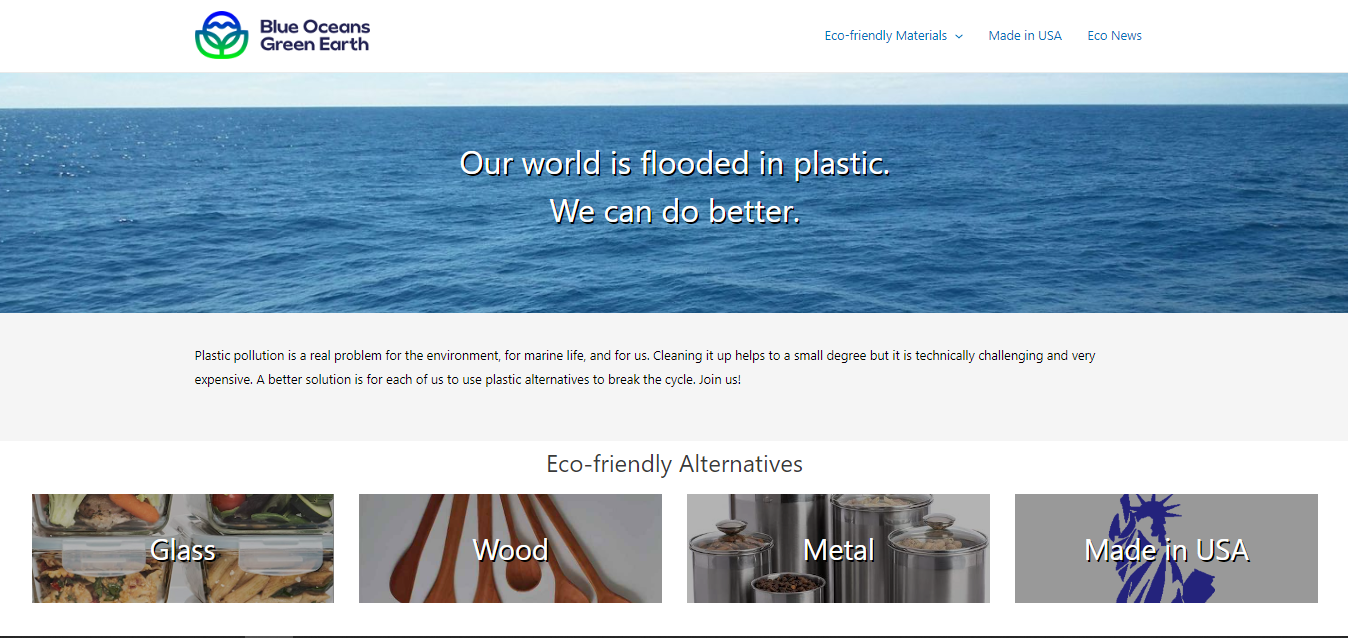 Blue Oceans
Green Earth
Eco-friendly Materials
Made in USA
Eco News
Our world is flooded in plastic.
We can do better.
Plastic pollution is a real problem for the environment, for marine life, and for us. Cleaning it up helps to a small degree but it is technically challenging and very
expensive. A better solution is for each of us to use plastic alternatives to break the cycle. Join us!
Eco-friendly Alternatives
Glass
Wood
Metal
Made in USA